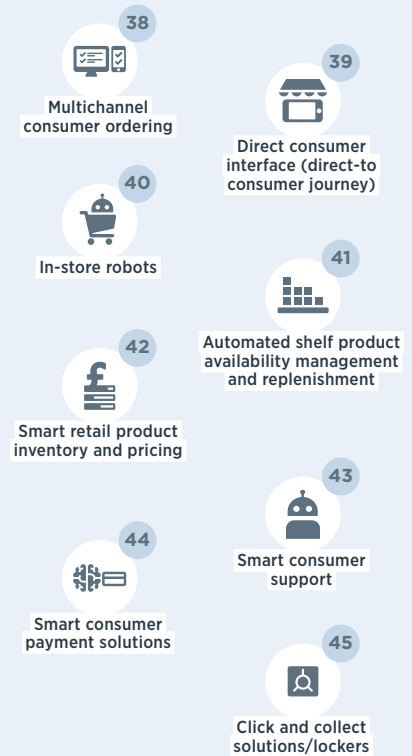 38
Multichannel
consumer ordering
39
Direct consumer
interface (direct-to
consumer journey)
40
In-store robots
41
Automated shelf product
availability management
and replenishment
42
£
Smart retail product
inventory and pricing
43
Smart consumer
support
44
Smart consumer
payment solutions
45
Click and collect
solutions/lockers